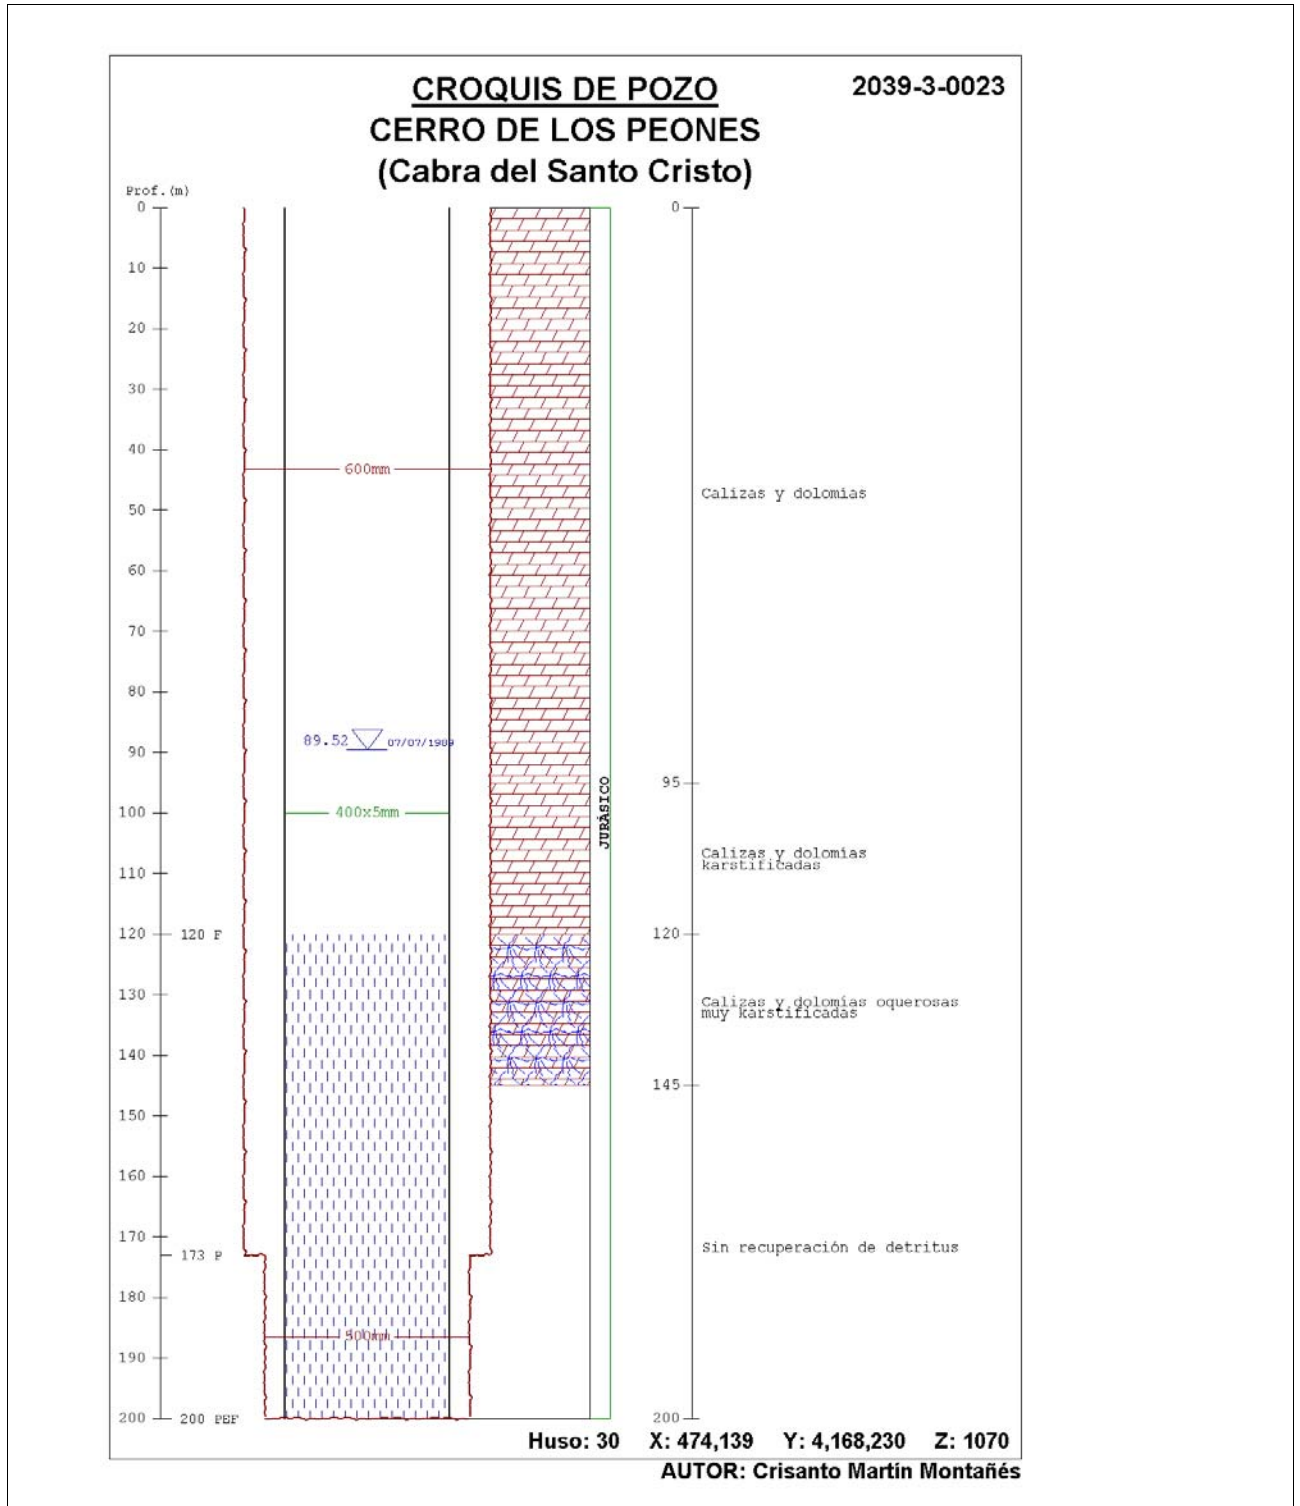 CROQUIS DE POZO
2039-3-0023
CERRO DE LOS PEONES
(Cabra del Santo Cristo)
Prof.(m)
0
0
10
20
30
40
600mm
Calizas y dolomías
50
60
70
80
89.52
07/07/1989
90
95
JURÁSICO
100
400x5mm
Calizas y dolomías
karstificadas
110
120
120 F
120
130
Calizas y dolomías oquerosas
muy karstificadas
140
145
150
160
170
173 P
Sin recuperación de detritus
180
500mm
190
200
200 PEF
200
Huso: 30 X: 474,139 Y: 4,168,230 Z: 1070
AUTOR: Crisanto Martín Montañés